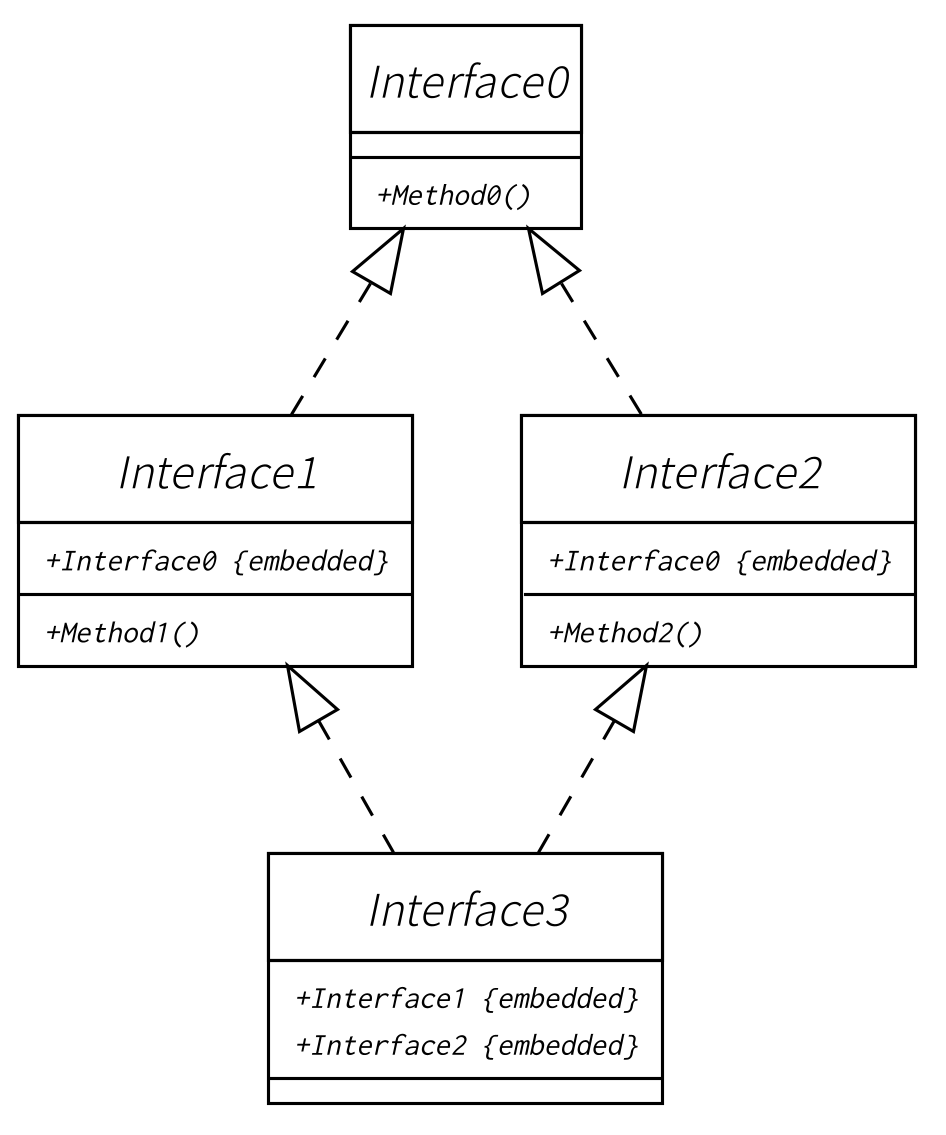 Interface0
+Method0()
Interface1
+Interface0 {embedded}
+Method1()
Interface2
+Interface0 {embedded}
+Method2()
Interface3
+Interface1 {embedded}
+Interface2 {embedded}